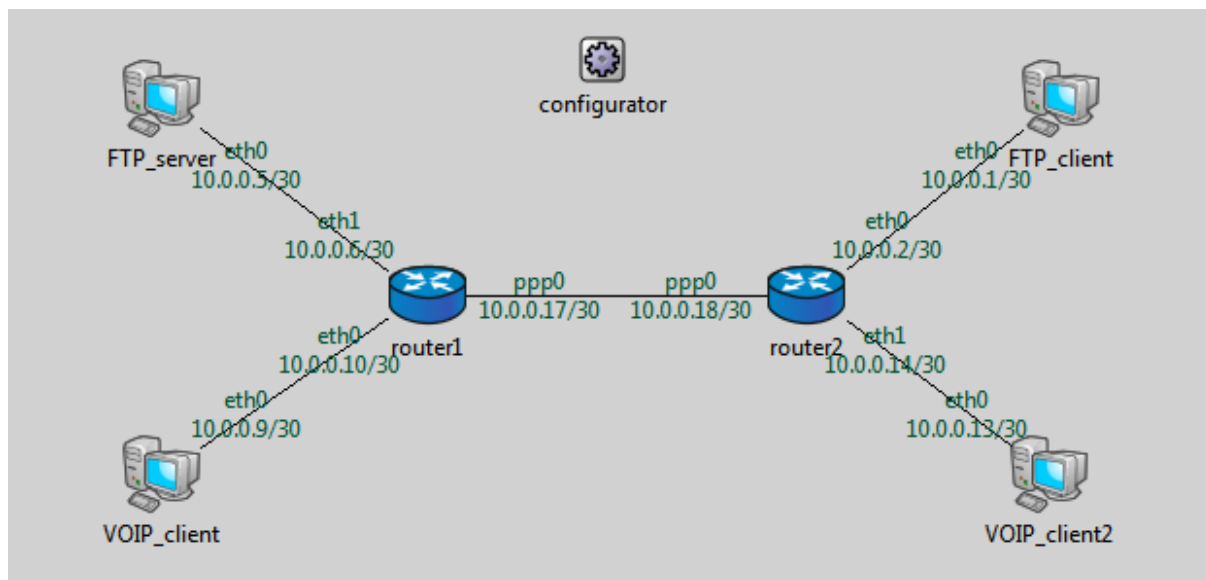 configurator
FTP_server
eth0
10.0.0.5/30
eth1
10.0.0.6/30
FTP_client
eth0
10.0.0.1/30
eth0
10.0.0.2/30
ppp0
10.0.0.17/30
ppp0
10.0.0.18/30
router1
router2
eth0
10.0.0.10/30
eth0
10.0.0.9/30
VOIP_client
eth1
10.0.0.14/30
eth0
10.0.0.13/30
VOIP_client2